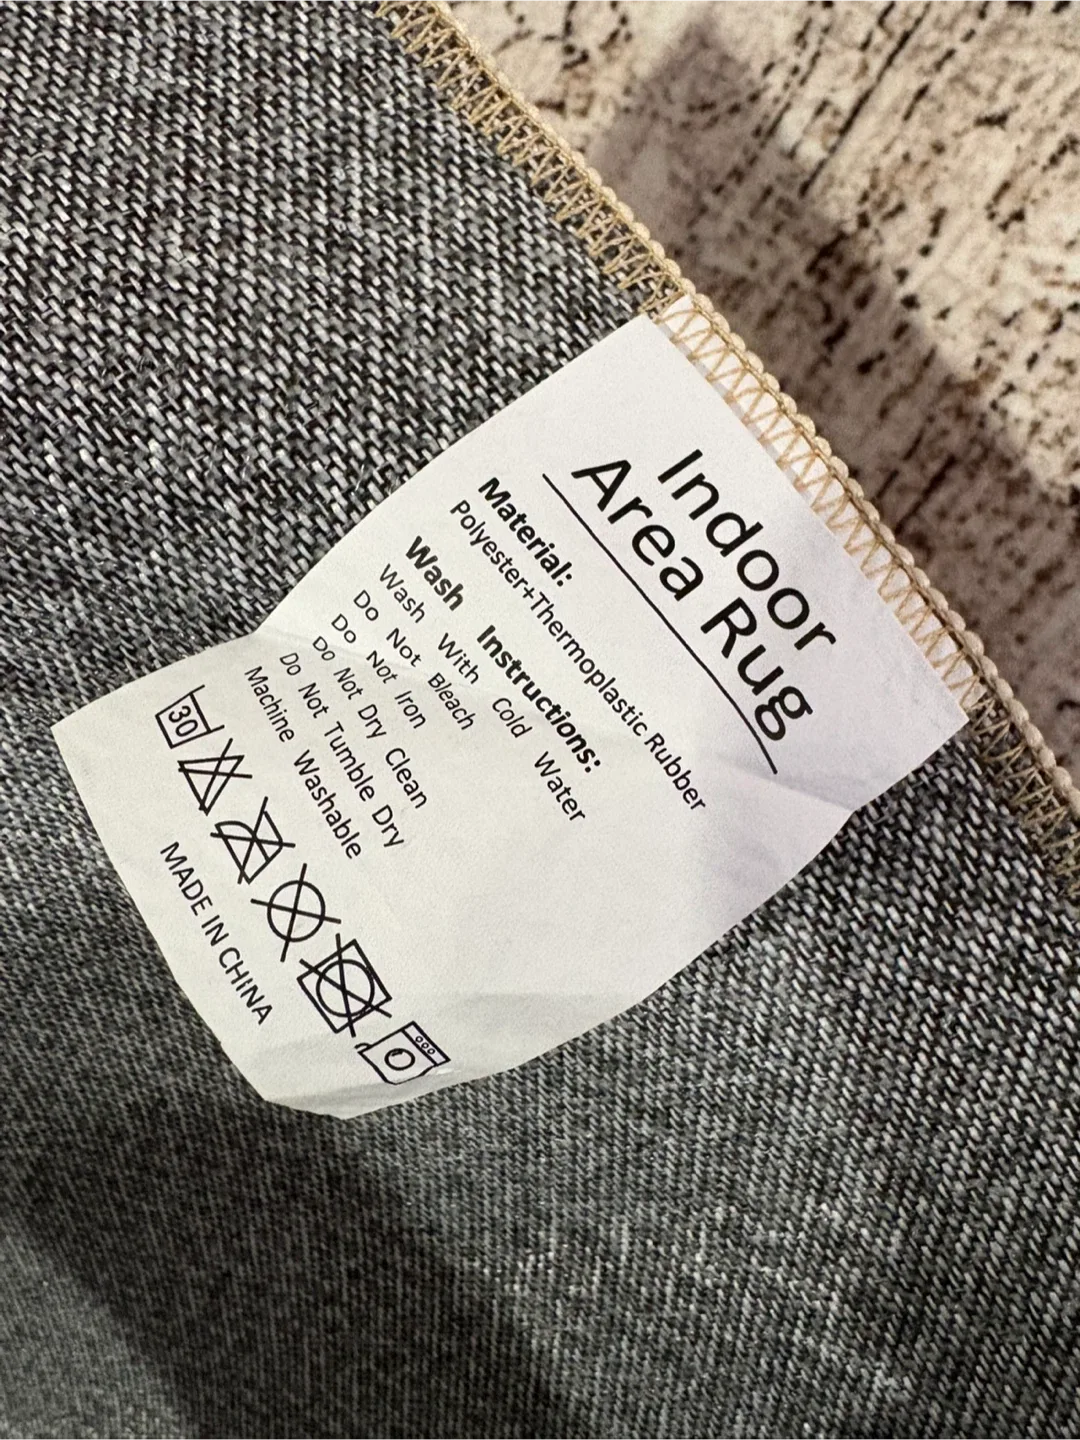 Indoor
Area Rug
Material:
Polyester+Thermoplastic Rubber
Wash Instructions:
Wash With Cold Water
Do Not Bleach
Do Not Iron
Do Not Dry Clean
Do Not Tumble Dry
Machine Washable
30
MADE IN CHINA